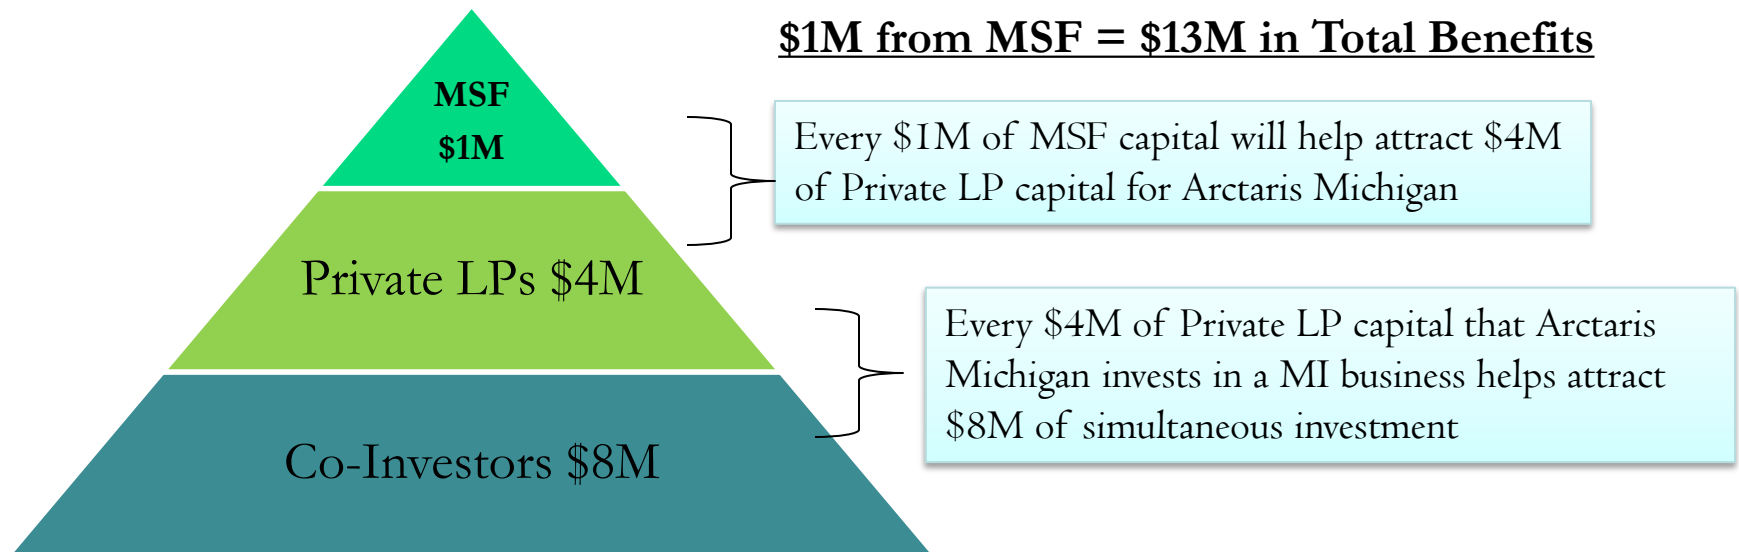 $1M from MSF = $13M in Total Benefits
MSF
$1M
Every $1M of MSF capital will help attract $4M
of Private LP capital for Arctaris Michigan
Private LPs $4M
Every $4M of Private LP capital that Arctaris
Michigan invests in a MI business helps attract
$8M of simultaneous investment
Co-Investors $8M